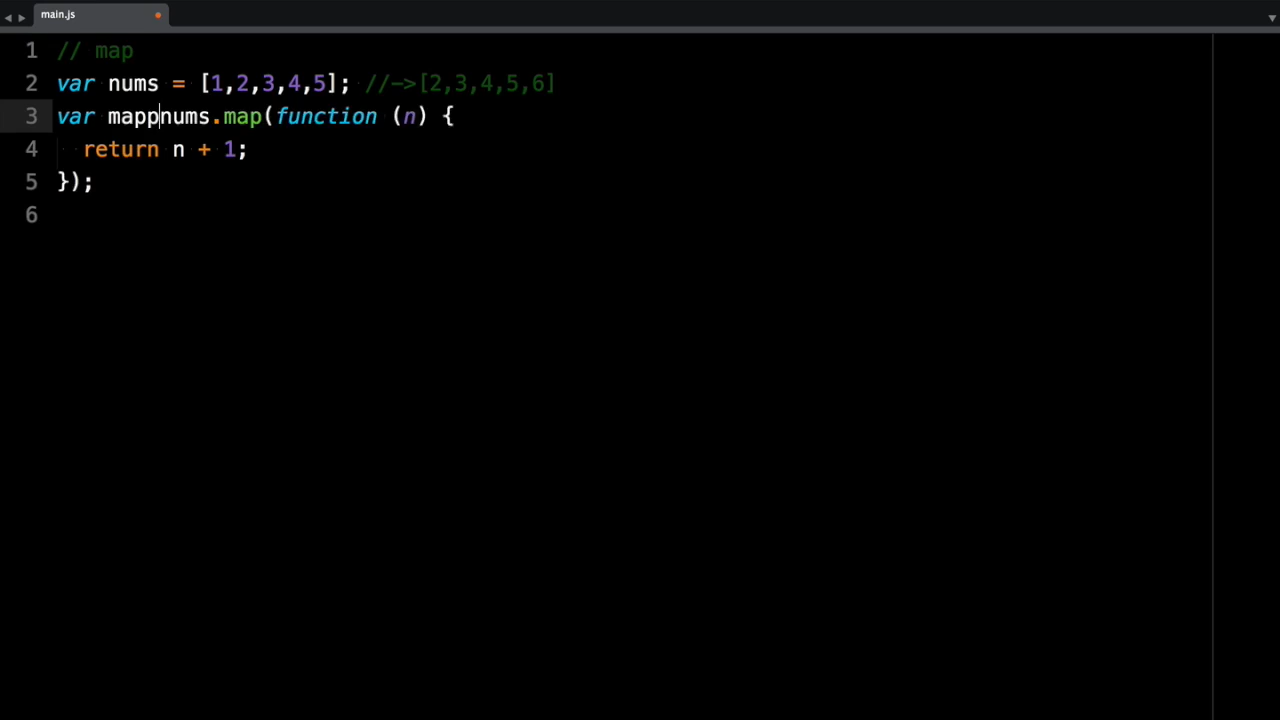 main.js
1 // map
2 var nums = [1,2,3,4,5]; //->[2,3,4,5,6]
3 var mappnums.map(function (n) {
4   return n + 1;
5 });
6